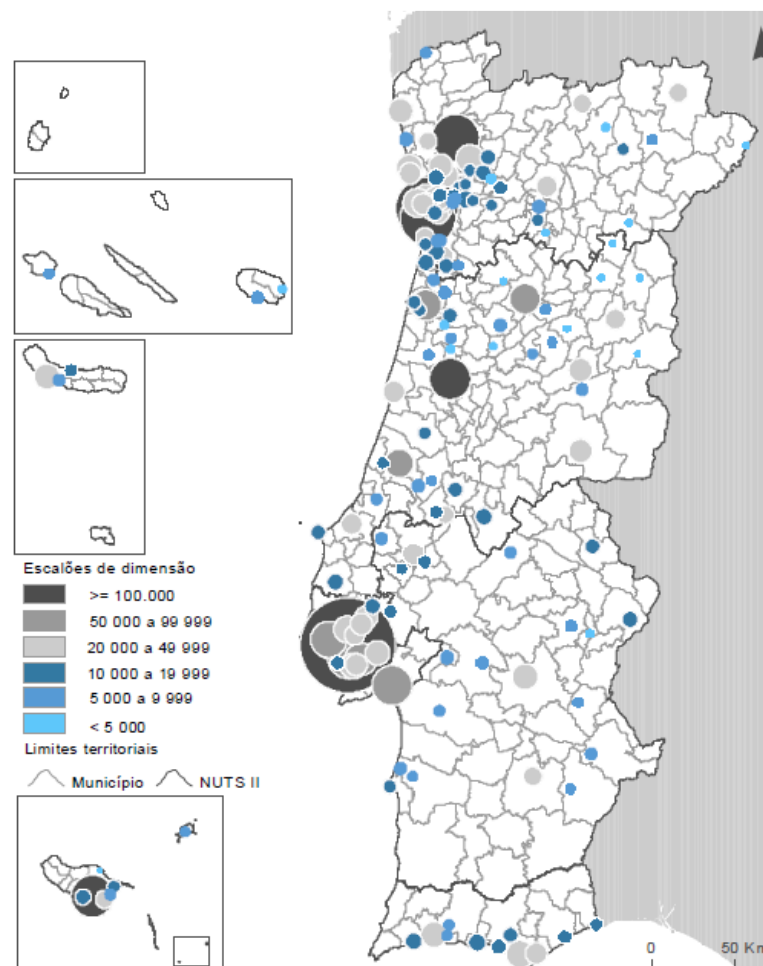 Escalões de dimensão
>= 100.000
50 000 a 99 999
20 000 a 49 999
10 000 a 19 999
5 000 a 9 999
< 5 000
Limites territoriais
Município NUTS II
0 50 Km